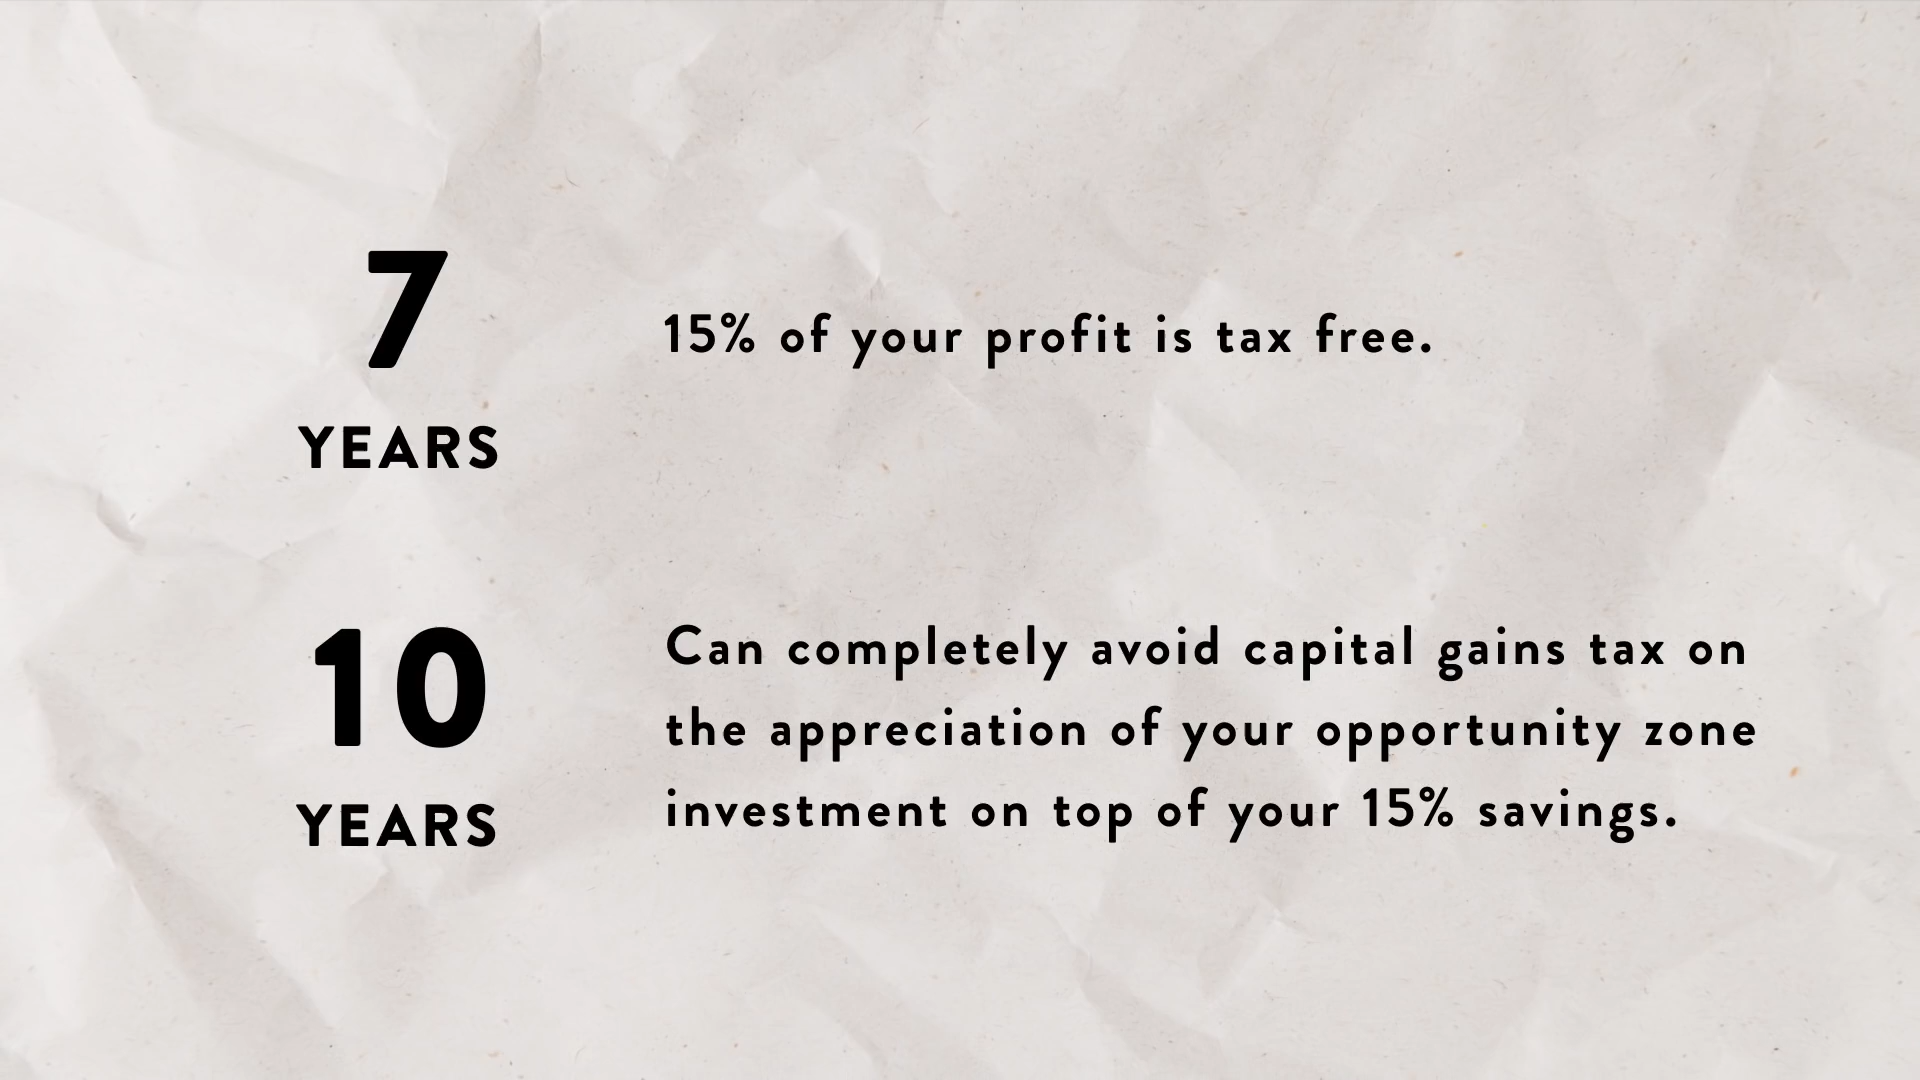 7
YEARS
15% of your profit is tax free.
10
YEARS
Can completely avoid capital gains tax on
the appreciation of your opportunity zone
investment on top of your 15% savings.